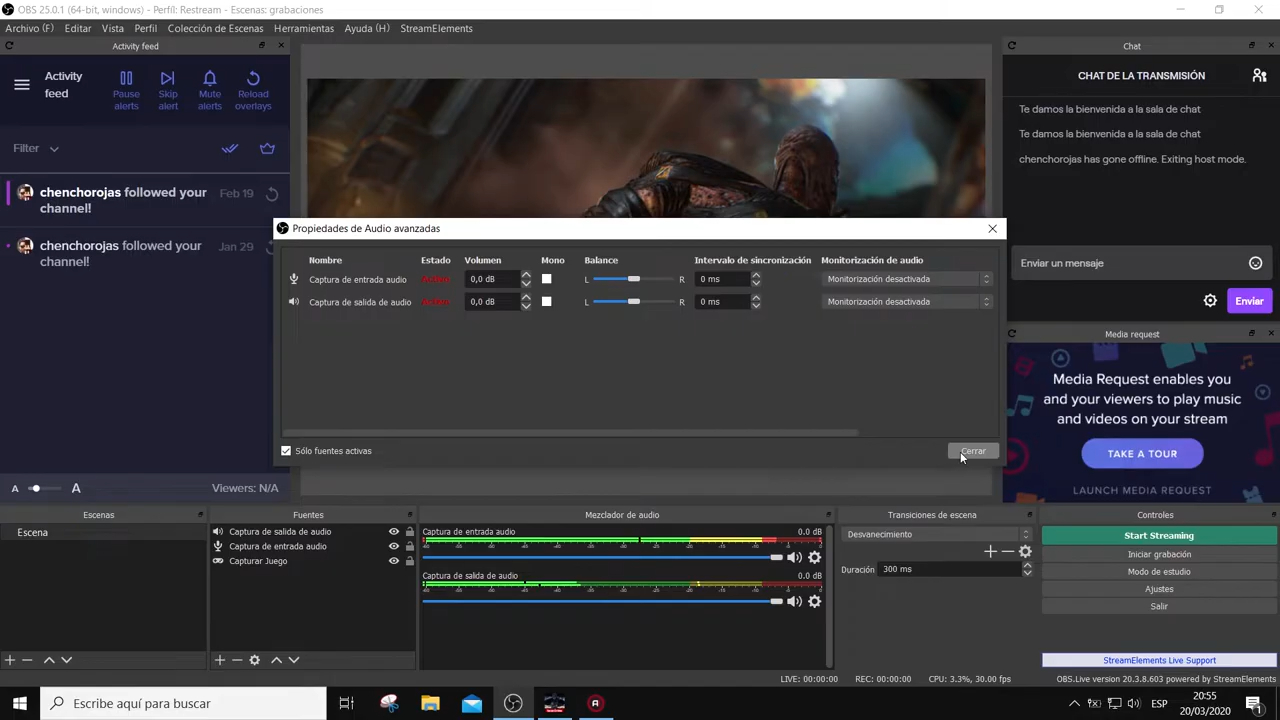 OBS 25.0.1 (64-bit, windows) - Perfil: Restream - Escenas: grabaciones
Archivo (F) Editar Vista Perfil Colección de Escenas Herramientas Ayuda (H) StreamElements
Activity feed
Activity feed
Pause alerts
Skip alert
Mute alerts
Reload overlays
Filter
chenchorojas followed your channel!
Feb 19
chenchorojas followed your channel!
Jan 29
A A Viewers: N/A
Propiedades de Audio avanzadas
Nombre Estado Volumen Mono Balance Intervalo de sincronización Monitorización de audio
Captura de entrada audio 0,0 dB L R 0 ms Monitorización desactivada
Captura de salida de audio 0,0 dB L R 0 ms Monitorización desactivada
Sólo fuentes activas
Cerrar
Chat
CHAT DE LA TRANSMISIÓN
Te damos la bienvenida a la sala de chat
Te damos la bienvenida a la sala de chat
chenchorojas has gone offline. Exiting host mode.
Enviar un mensaje
Enviar
Media request
Media Request enables you
and your viewers to play music
and videos on your stream
TAKE A TOUR
LAUNCH MEDIA REQUEST
Escenas
Escena
Fuentes
Captura de salida de audio
Captura de entrada audio
Capturar Juego
Mezclador de audio
Captura de entrada audio 0.0 dB
Captura de salida de audio 0.0 dB
Transiciones de escena
Desvanecimiento
Duración 300 ms
Controles
Start Streaming
Iniciar grabación
Modo de estudio
Ajustes
Salir
StreamElements Live Support
LIVE: 00:00:00 REC: 00:00:00 CPU: 3.3%, 30.00 fps OBS.Live version 20.3.8.603 powered by StreamElements
Escribe aquí para buscar
ESP
20:55
20/03/2020
1